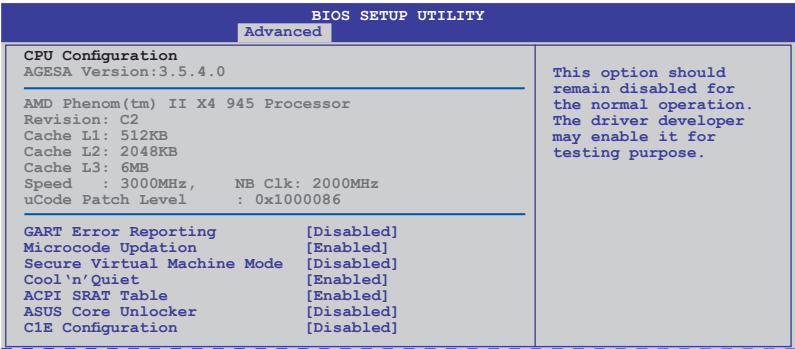 BIOS SETUP UTILITY
Advanced
CPU Configuration
AGESA Version:3.5.4.0
AMD Phenom(tm) II X4 945 Processor
Revision: C2
Cache L1: 512KB
Cache L2: 2048KB
Cache L3: 6MB
Speed : 3000MHz, NB Clk: 2000MHz
uCode Patch Level : 0x1000086
GART Error Reporting [Disabled]
Microcode Updation [Enabled]
Secure Virtual Machine Mode [Disabled]
Cool‘n’Quiet [Enabled]
ACPI SRAT Table [Enabled]
ASUS Core Unlocker [Disabled]
C1E Configuration [Disabled]
This option should
remain disabled for
the normal operation.
The driver developer
may enable it for
testing purpose.